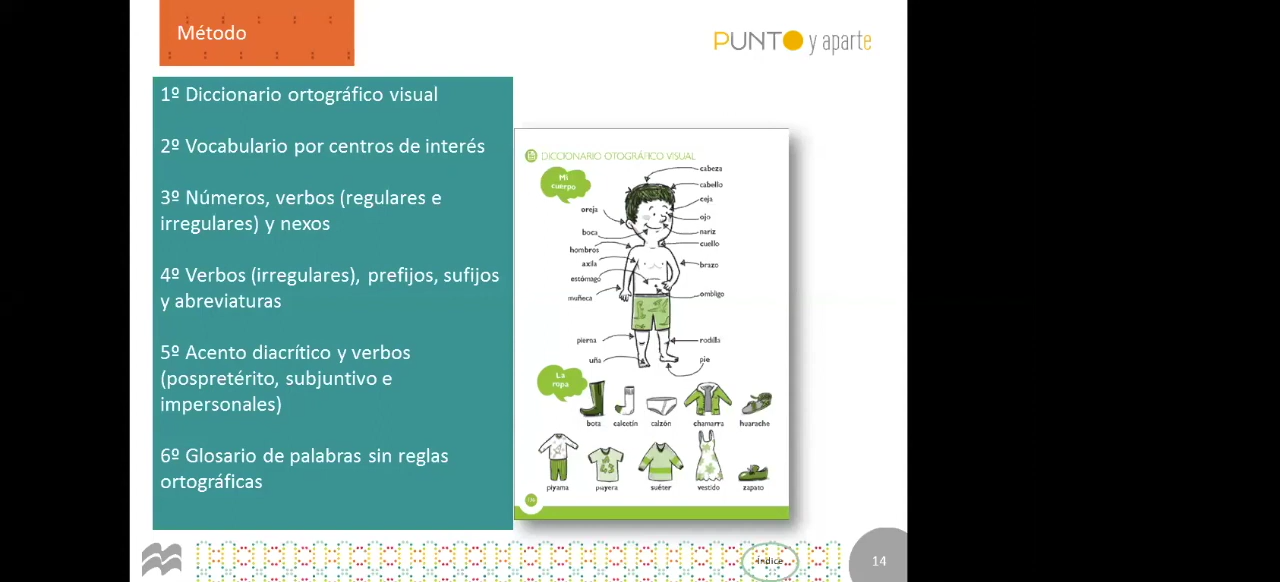 Método
PUNTO y aparte
1º Diccionario ortográfico visual
2º Vocabulario por centros de interés
3º Números, verbos (regulares e
irregulares) y nexos
4º Verbos (irregulares), prefijos, sufijos
y abreviaturas
5º Acento diacrítico y verbos
(pospretérito, subjuntivo e
impersonales)
6º Glosario de palabras sin reglas
ortográficas
DICCIONARIO OTOGRÁFICO VISUAL
Mi
cuerpo
cabeza
cabello
ceja
oreja
ojo
boca
nariz
cuello
hombros
axila
brazo
estómago
muñeca
ombligo
pierna
rodilla
uña
pie
La
ropa
bota calcetín calzón chamarra huarache
piyama playera suéter vestido zapato
índice
14